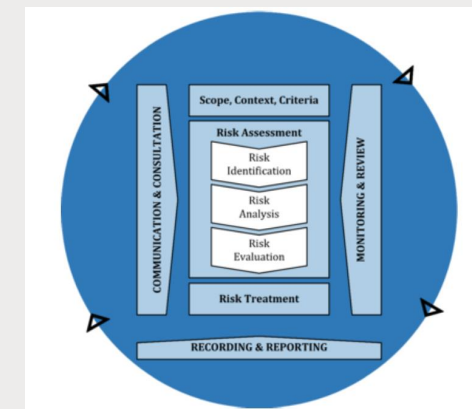 Scope, Context, Criteria
Risk Assessment
Risk
Identification
Risk
Analysis
Risk
Evaluation
Risk Treatment
COMMUNICATION & CONSULTATION
MONITORING & REVIEW
RECORDING & REPORTING